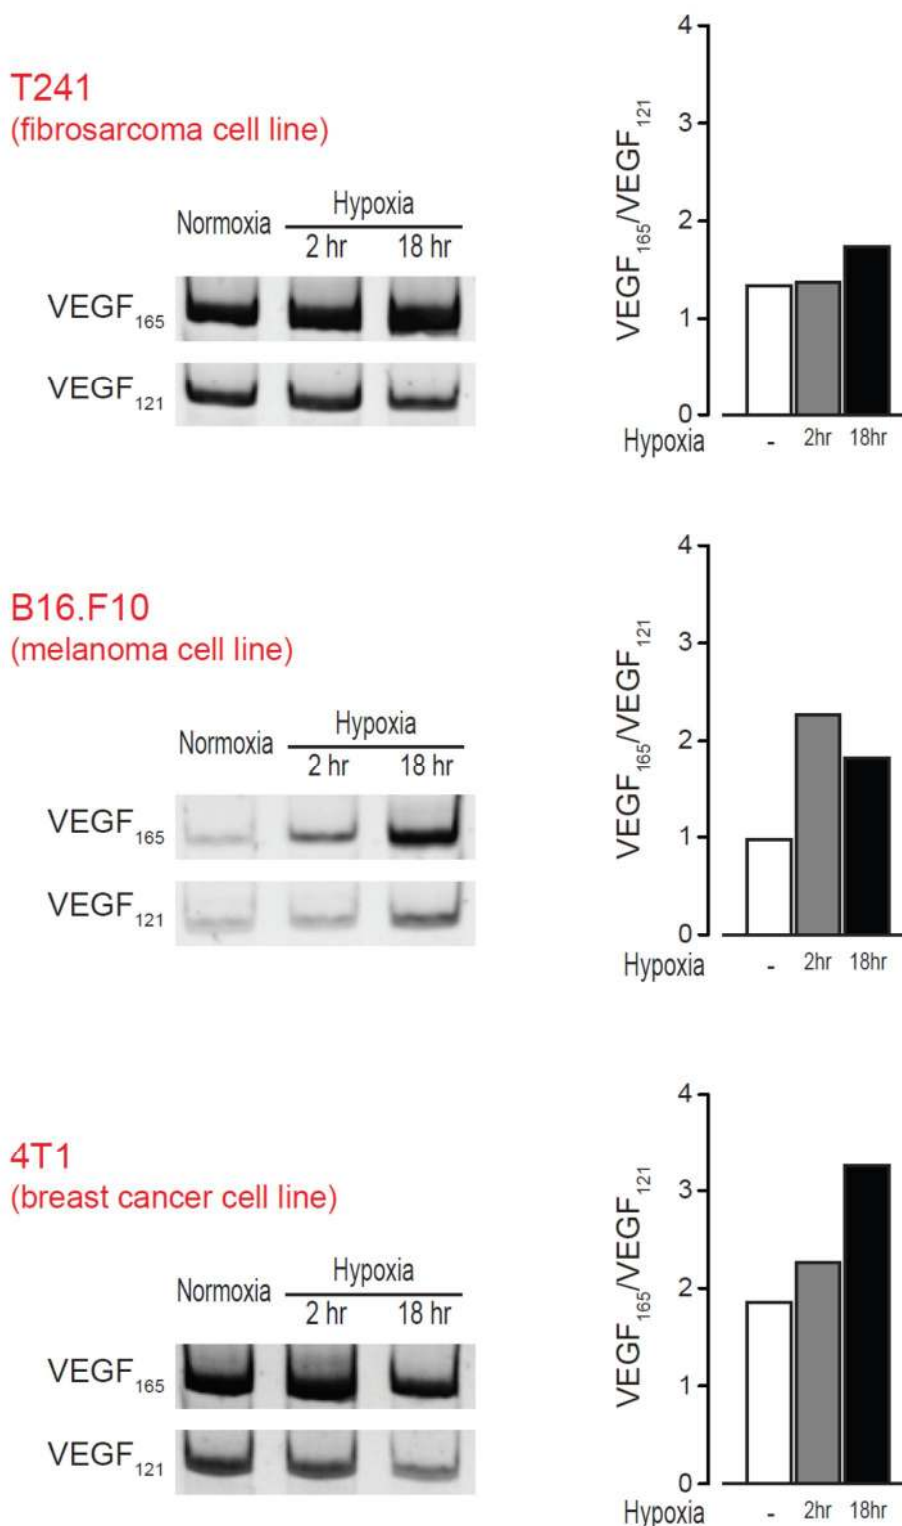 T241
(fibrosarcoma cell line)
Normoxia
Hypoxia
2 hr 18 hr
VEGF165
VEGF121
4
3
2
1
0
VEGF165/VEGF121
Hypoxia - 2hr 18hr
B16.F10
(melanoma cell line)
Normoxia
Hypoxia
2 hr 18 hr
VEGF165
VEGF121
4
3
2
1
0
VEGF165/VEGF121
Hypoxia - 2hr 18hr
4T1
(breast cancer cell line)
Normoxia
Hypoxia
2 hr 18 hr
VEGF165
VEGF121
4
3
2
1
0
VEGF165/VEGF121
Hypoxia - 2hr 18hr